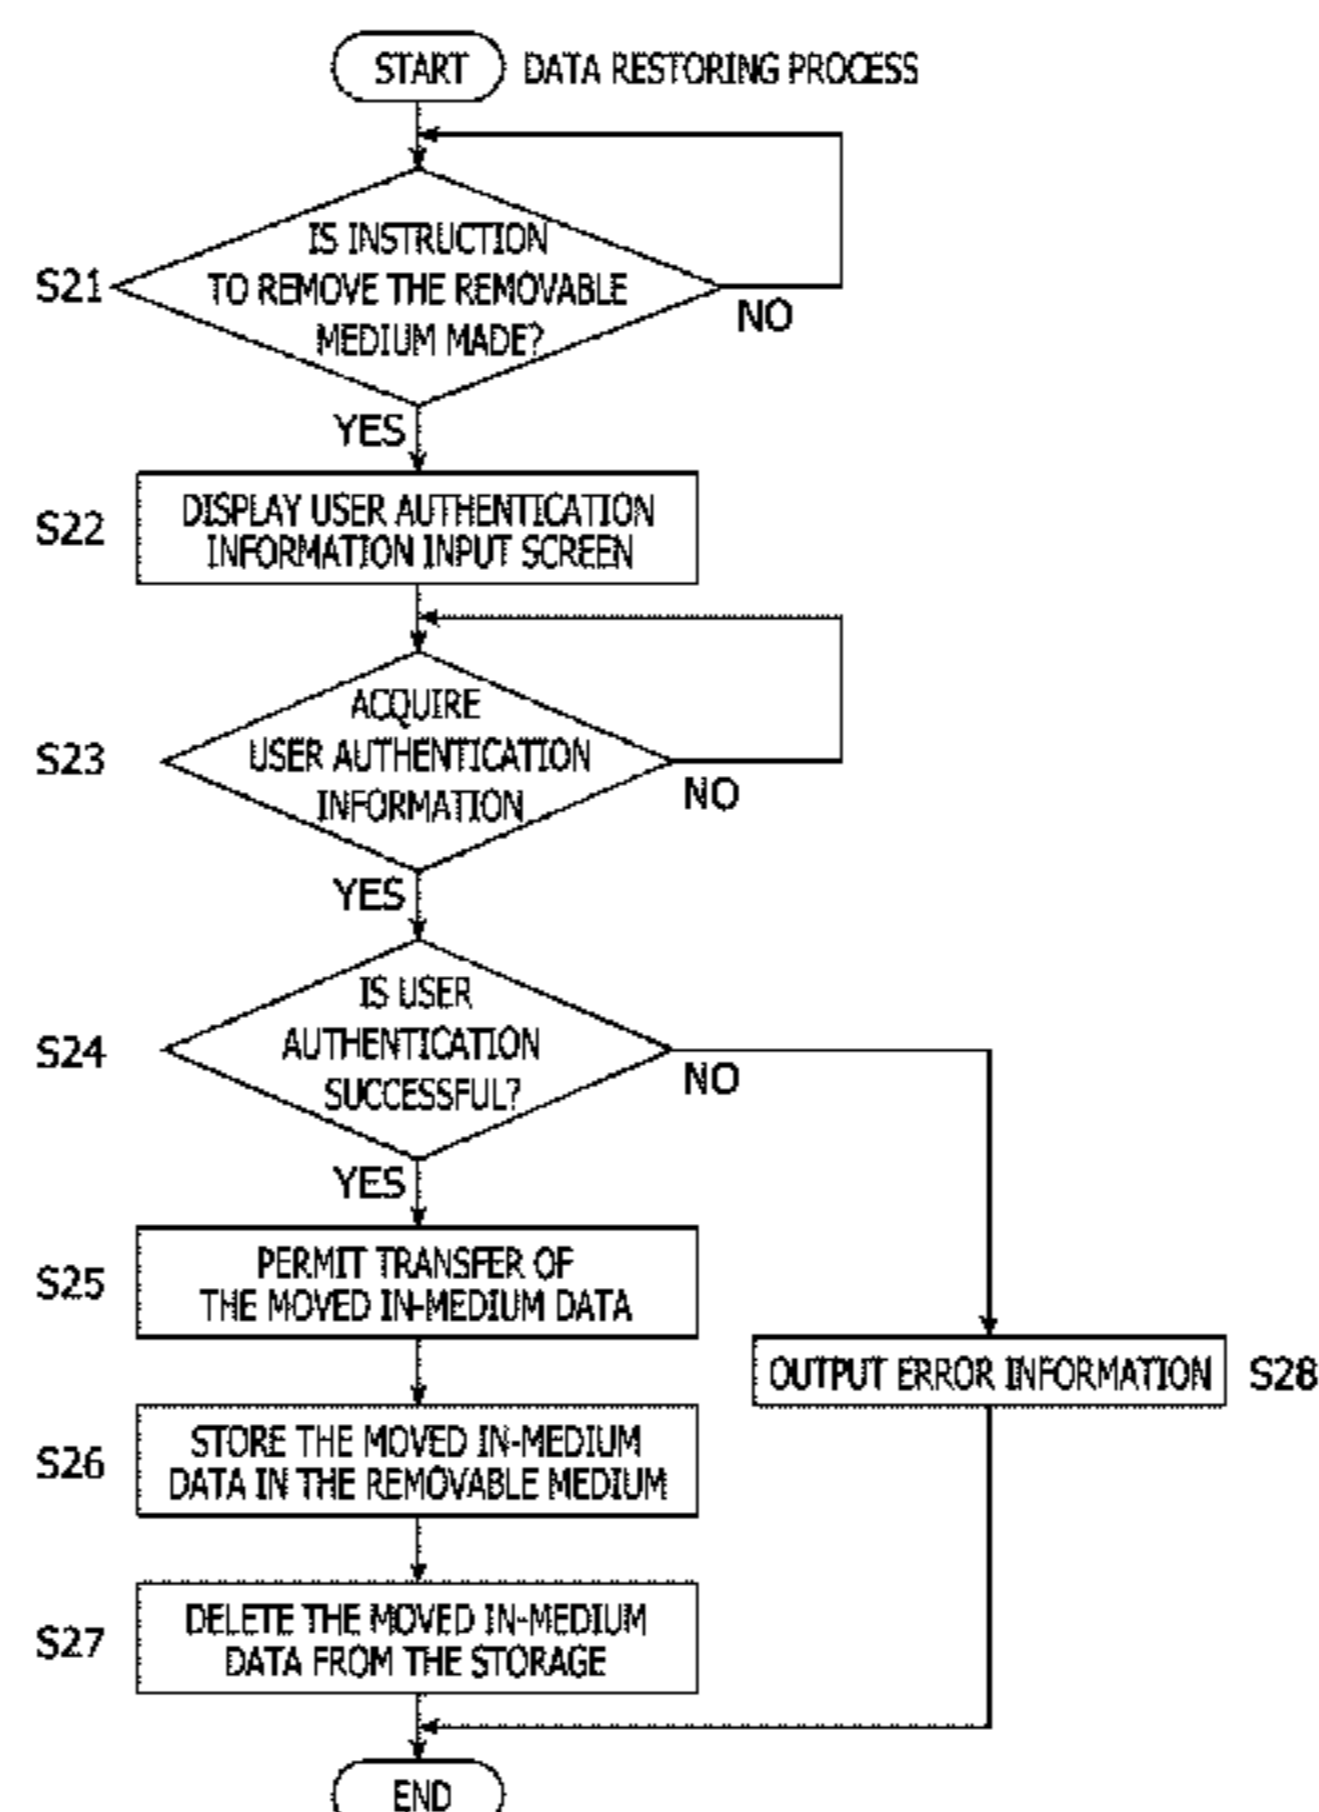 START DATA RESTORING PROCESS
IS INSTRUCTION
S21 TO REMOVE THE REMOVABLE
MEDIUM MADE?
NO
YES
S22
DISPLAY USER AUTHENTICATION
INFORMATION INPUT SCREEN
ACQUIRE
S23 USER AUTHENTICATION
INFORMATION
NO
YES
IS USER
S24 AUTHENTICATION
SUCCESSFUL?
NO
YES
S25
PERMIT TRANSFER OF
THE MOVED IN-MEDIUM DATA
OUTPUT ERROR INFORMATION S28
S26
STORE THE MOVED IN-MEDIUM
DATA IN THE REMOVABLE MEDIUM
S27
DELETE THE MOVED IN-MEDIUM
DATA FROM THE STORAGE
END